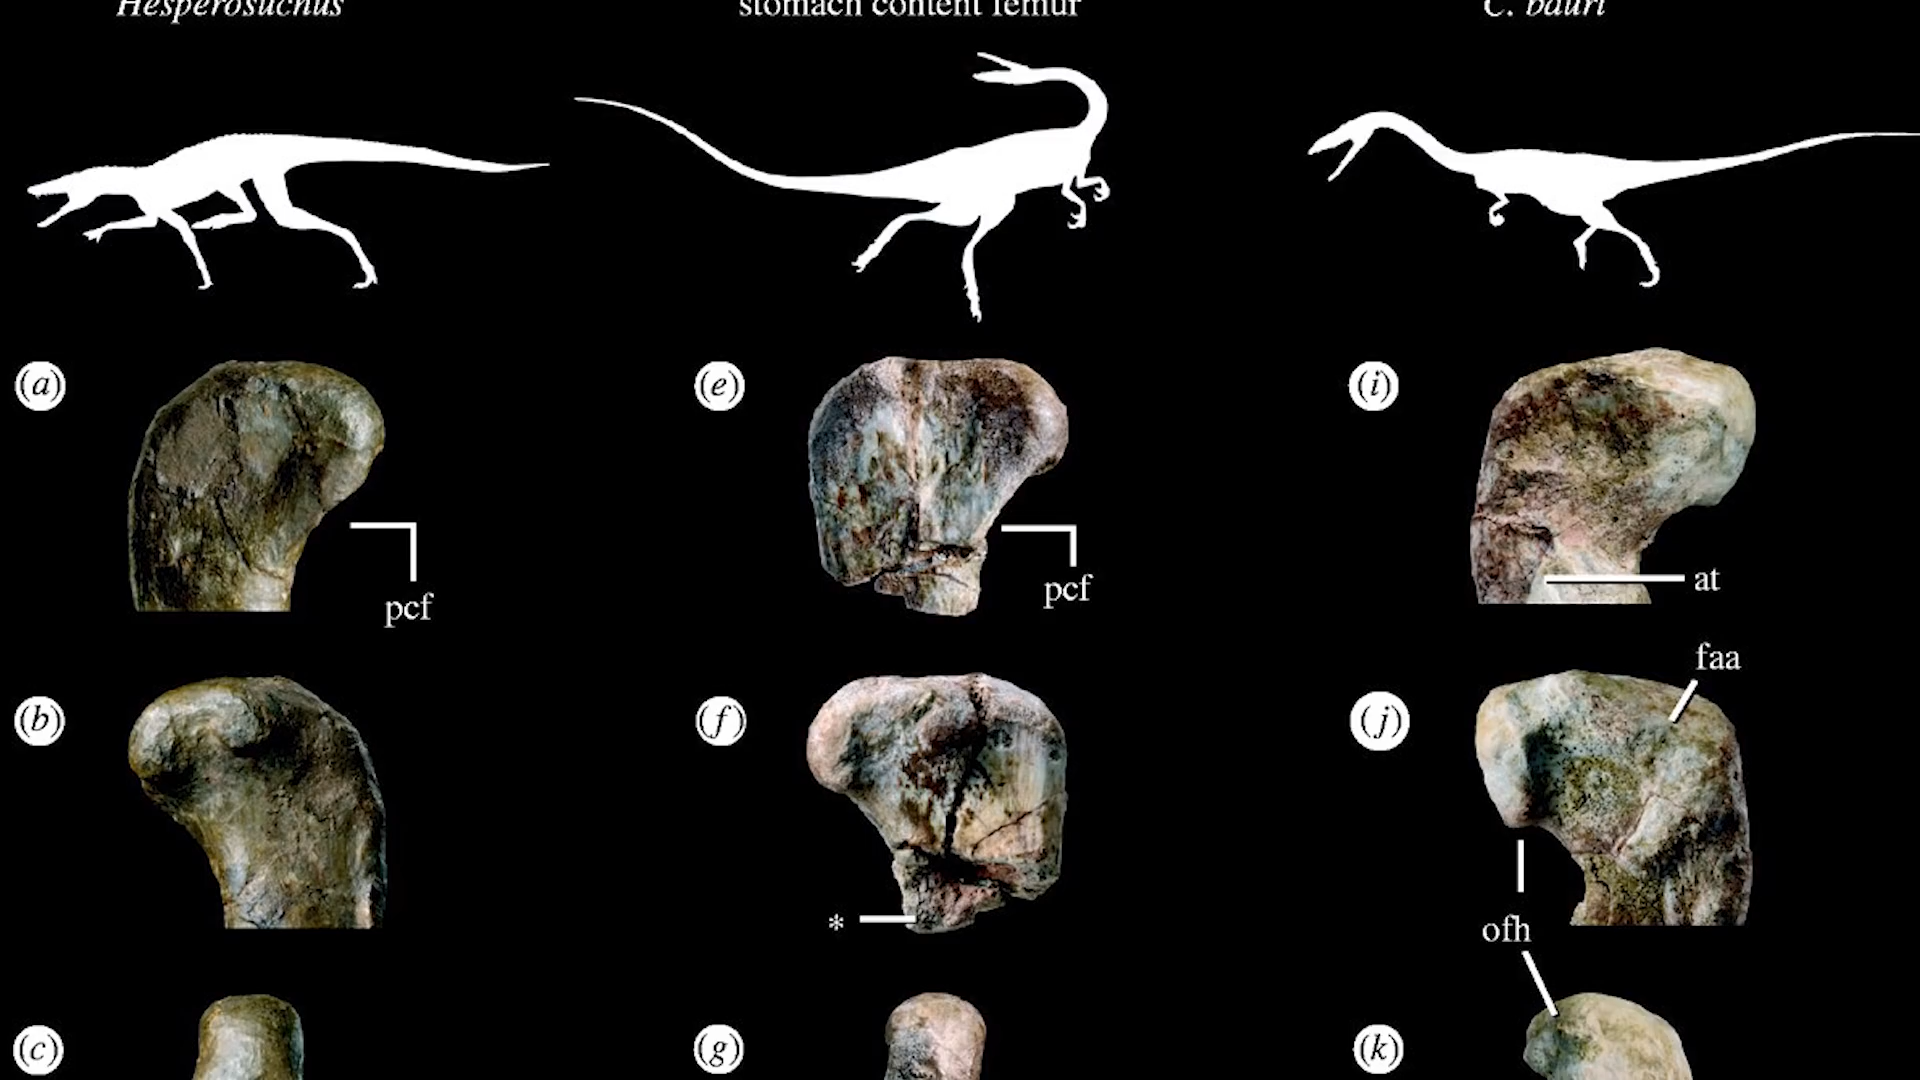 Hesperosuchus
stomach content femur
C. bauri
(a)
(e)
(i)
pcf
pcf
at
faa
(b)
(f)
(j)
*
ofh
(c)
(g)
(k)